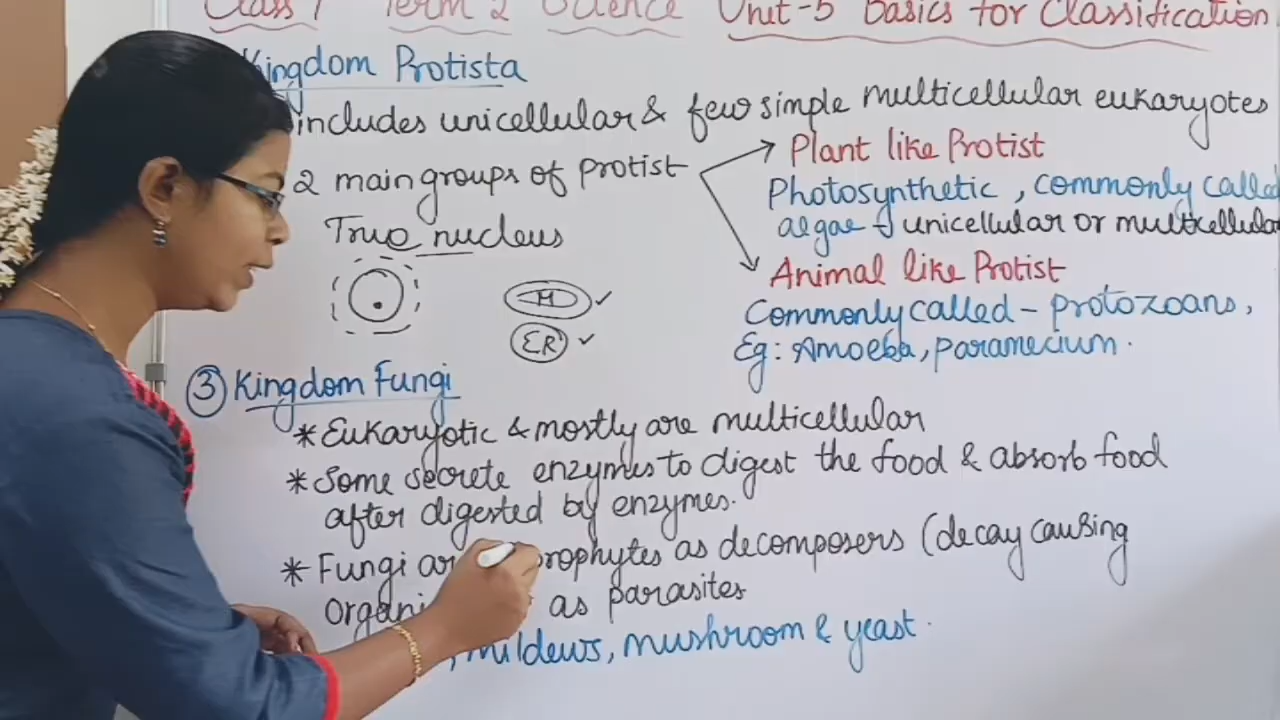 Class 7 Term 2 Science Unit-5 Basics for Classification
Kingdom Protista
includes unicellular & few simple multicellular eukaryotes
2 main groups of protist
Plant like Protist
Photosynthetic, commonly called
algae & unicellular or multicellular
True nucleus
Animal like Protist
Commonly called - protozoans,
Eg: Amoeba, paramecium.
M
ER
③ Kingdom Fungi
* Eukaryotic & mostly are multicellular
* Some secrete enzymes to digest the food & absorb food
after digested by enzymes.
* Fungi as decomposers (decay causing
as parasites
mildews, mushroom & yeast.